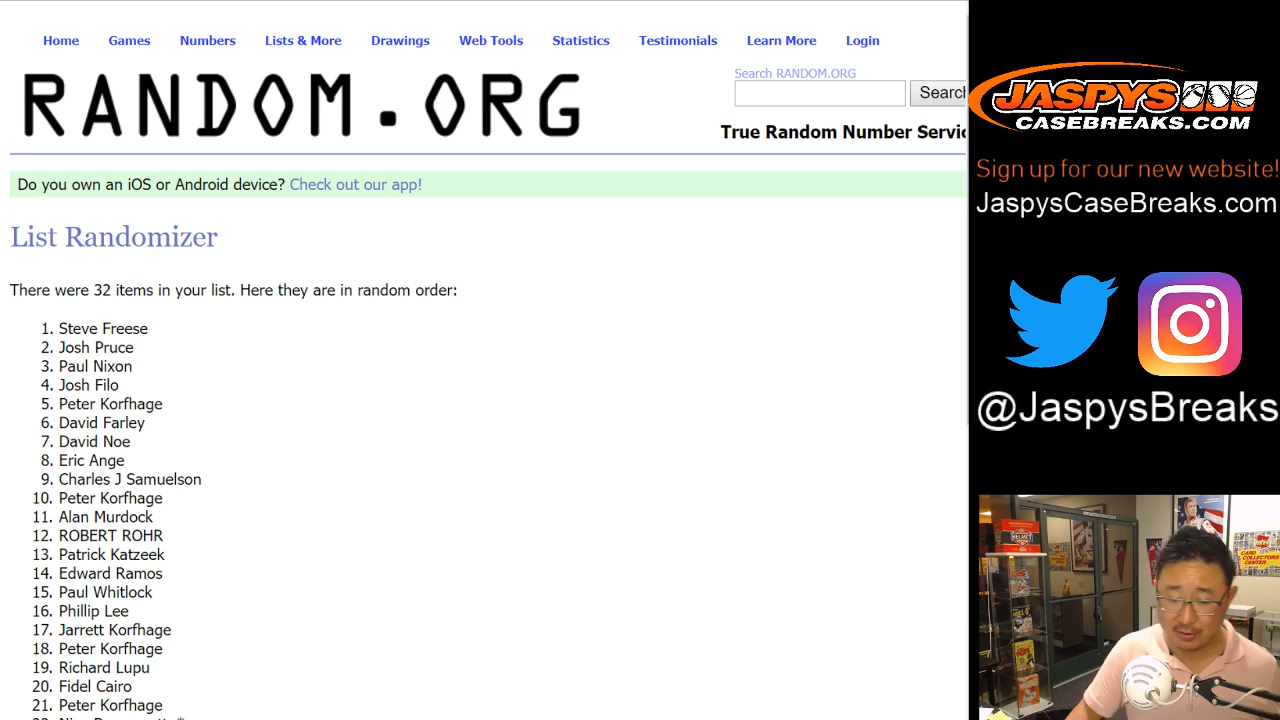 Home Games Numbers Lists & More Drawings Web Tools Statistics Testimonials Learn More Login
RANDOM.ORG
Search RANDOM.ORG
Search
True Random Number Servic
Do you own an iOS or Android device? Check out our app!
List Randomizer
There were 32 items in your list. Here they are in random order:
1. Steve Freese
2. Josh Pruce
3. Paul Nixon
4. Josh Filo
5. Peter Korfhage
6. David Farley
7. David Noe
8. Eric Ange
9. Charles J Samuelson
10. Peter Korfhage
11. Alan Murdock
12. ROBERT ROHR
13. Patrick Katzeek
14. Edward Ramos
15. Paul Whitlock
16. Phillip Lee
17. Jarrett Korfhage
18. Peter Korfhage
19. Richard Lupu
20. Fidel Cairo
21. Peter Korfhage
JASPYS
CASEBREAKS.COM
Sign up for our new website!
JaspysCaseBreaks.com
@JaspysBreaks
HELMET